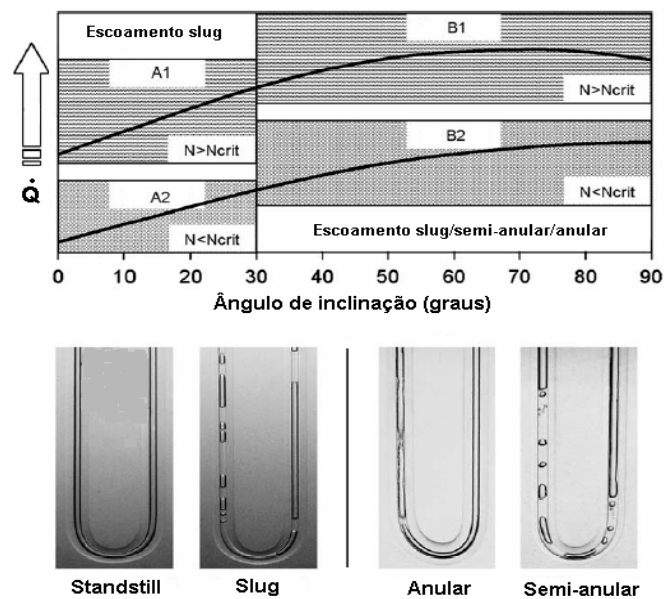 Escoamento slug
A1
B1
N>Ncrit
N>Ncrit
Q̇
A2
B2
N<Ncrit
N<Ncrit
Escoamento slug/semi-anular/anular
0 10 20 30 40 50 60 70 80 90
Ângulo de inclinação (graus)
Standstill
Slug
Anular
Semi-anular